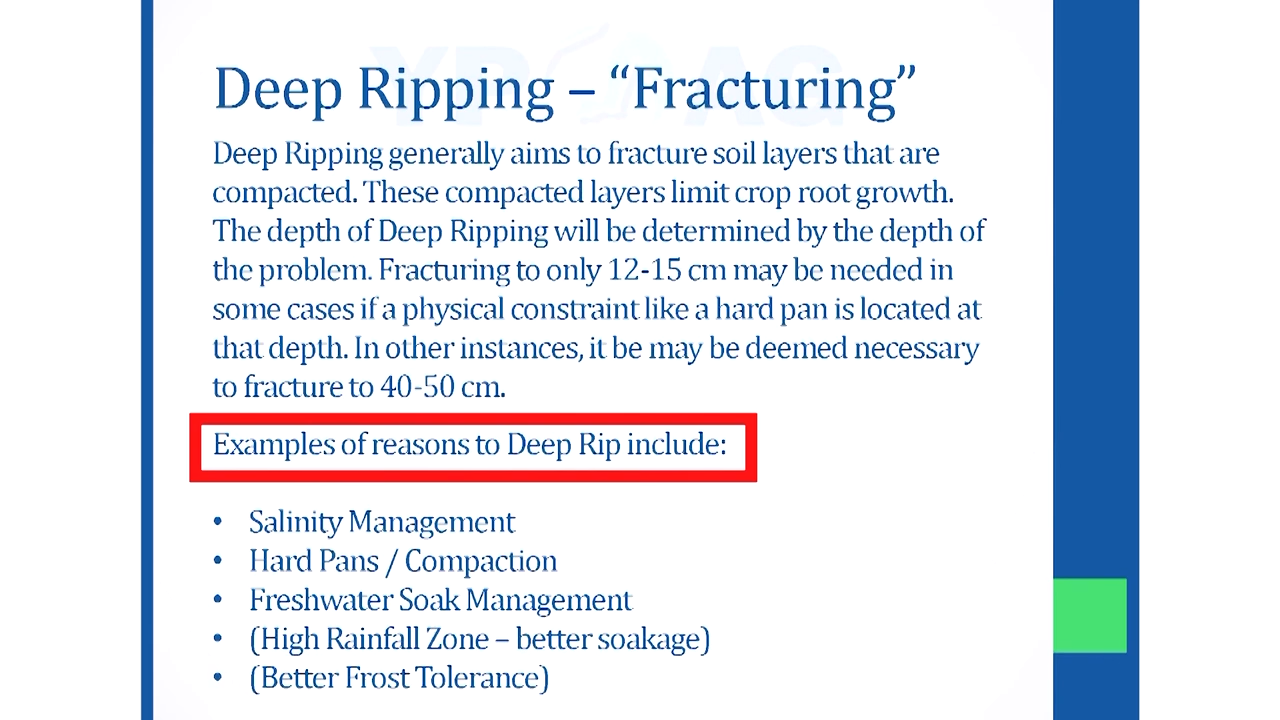 Deep Ripping – “Fracturing”
Deep Ripping generally aims to fracture soil layers that are
compacted. These compacted layers limit crop root growth.
The depth of Deep Ripping will be determined by the depth of
the problem. Fracturing to only 12-15 cm may be needed in
some cases if a physical constraint like a hard pan is located at
that depth. In other instances, it be may be deemed necessary
to fracture to 40-50 cm.
Examples of reasons to Deep Rip include:
• Salinity Management
• Hard Pans / Compaction
• Freshwater Soak Management
• (High Rainfall Zone – better soakage)
• (Better Frost Tolerance)